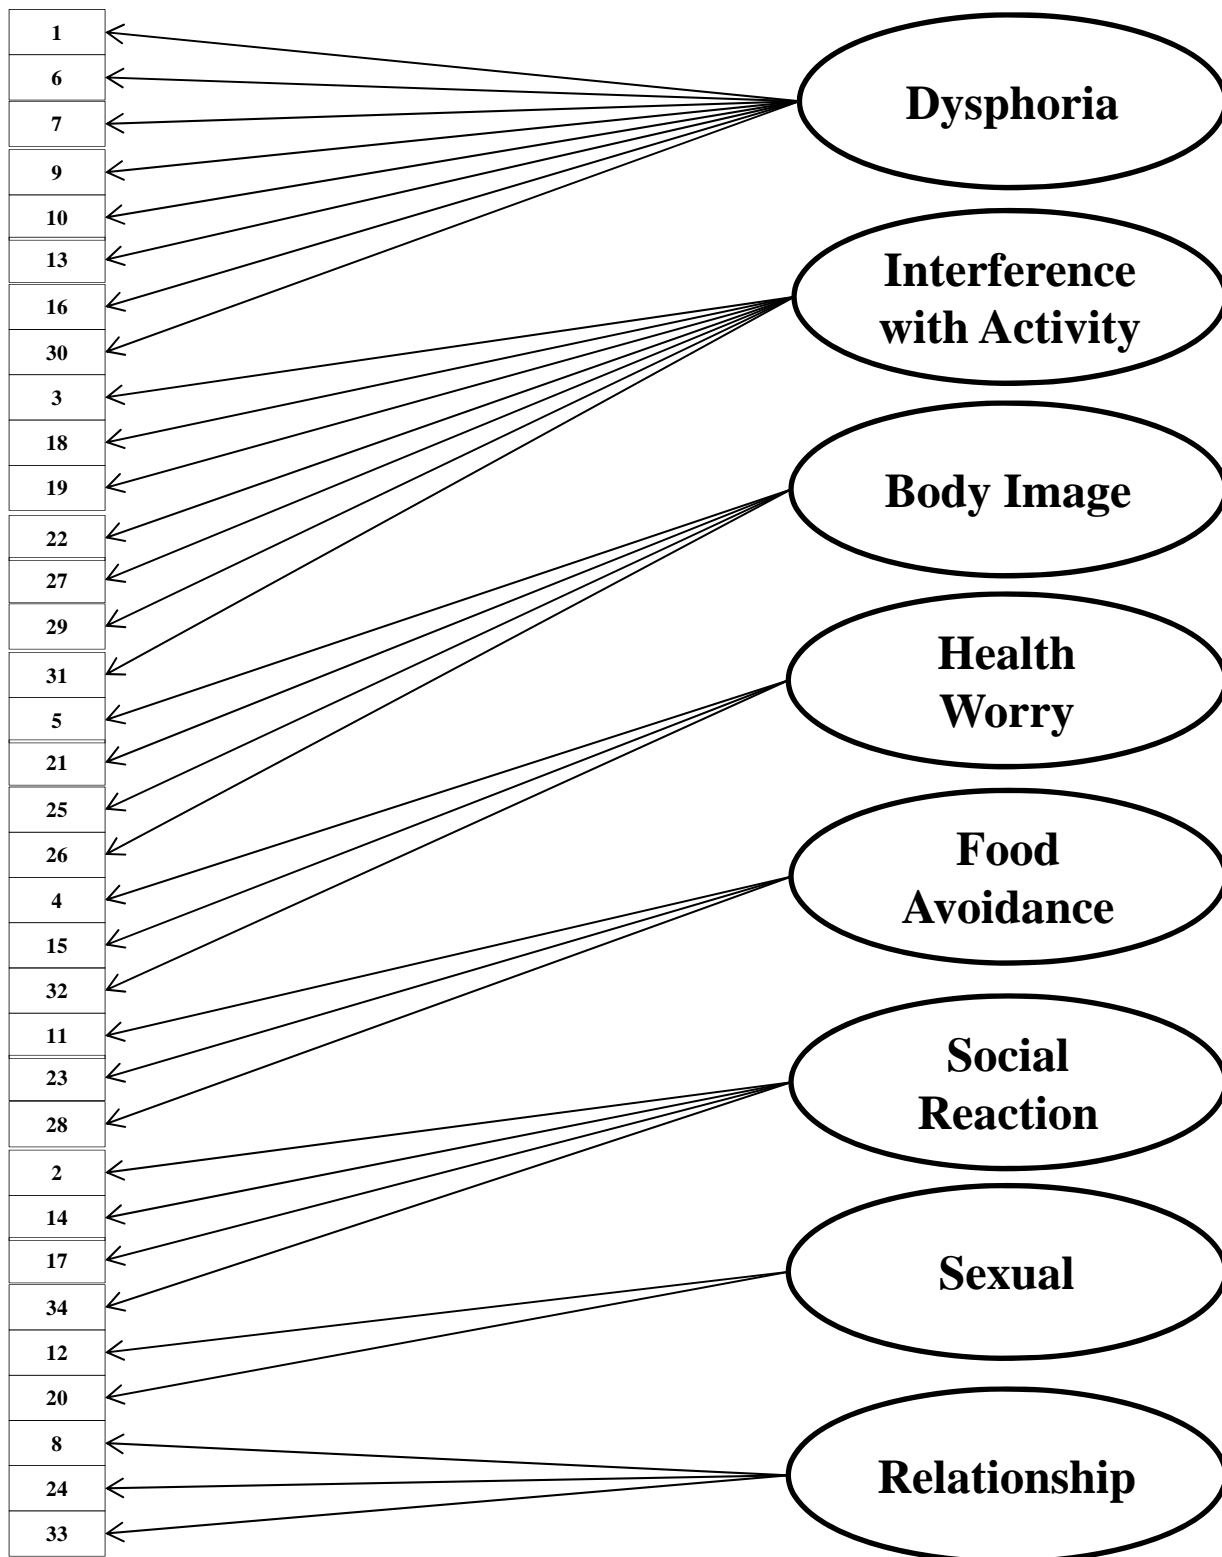 1
6
7
9
10
13
16
30
3
18
19
22
27
29
31
5
21
25
26
4
15
32
11
23
28
2
14
17
34
12
20
8
24
33
Dysphoria
Interference
with Activity
Body Image
Health
Worry
Food
Avoidance
Social
Reaction
Sexual
Relationship